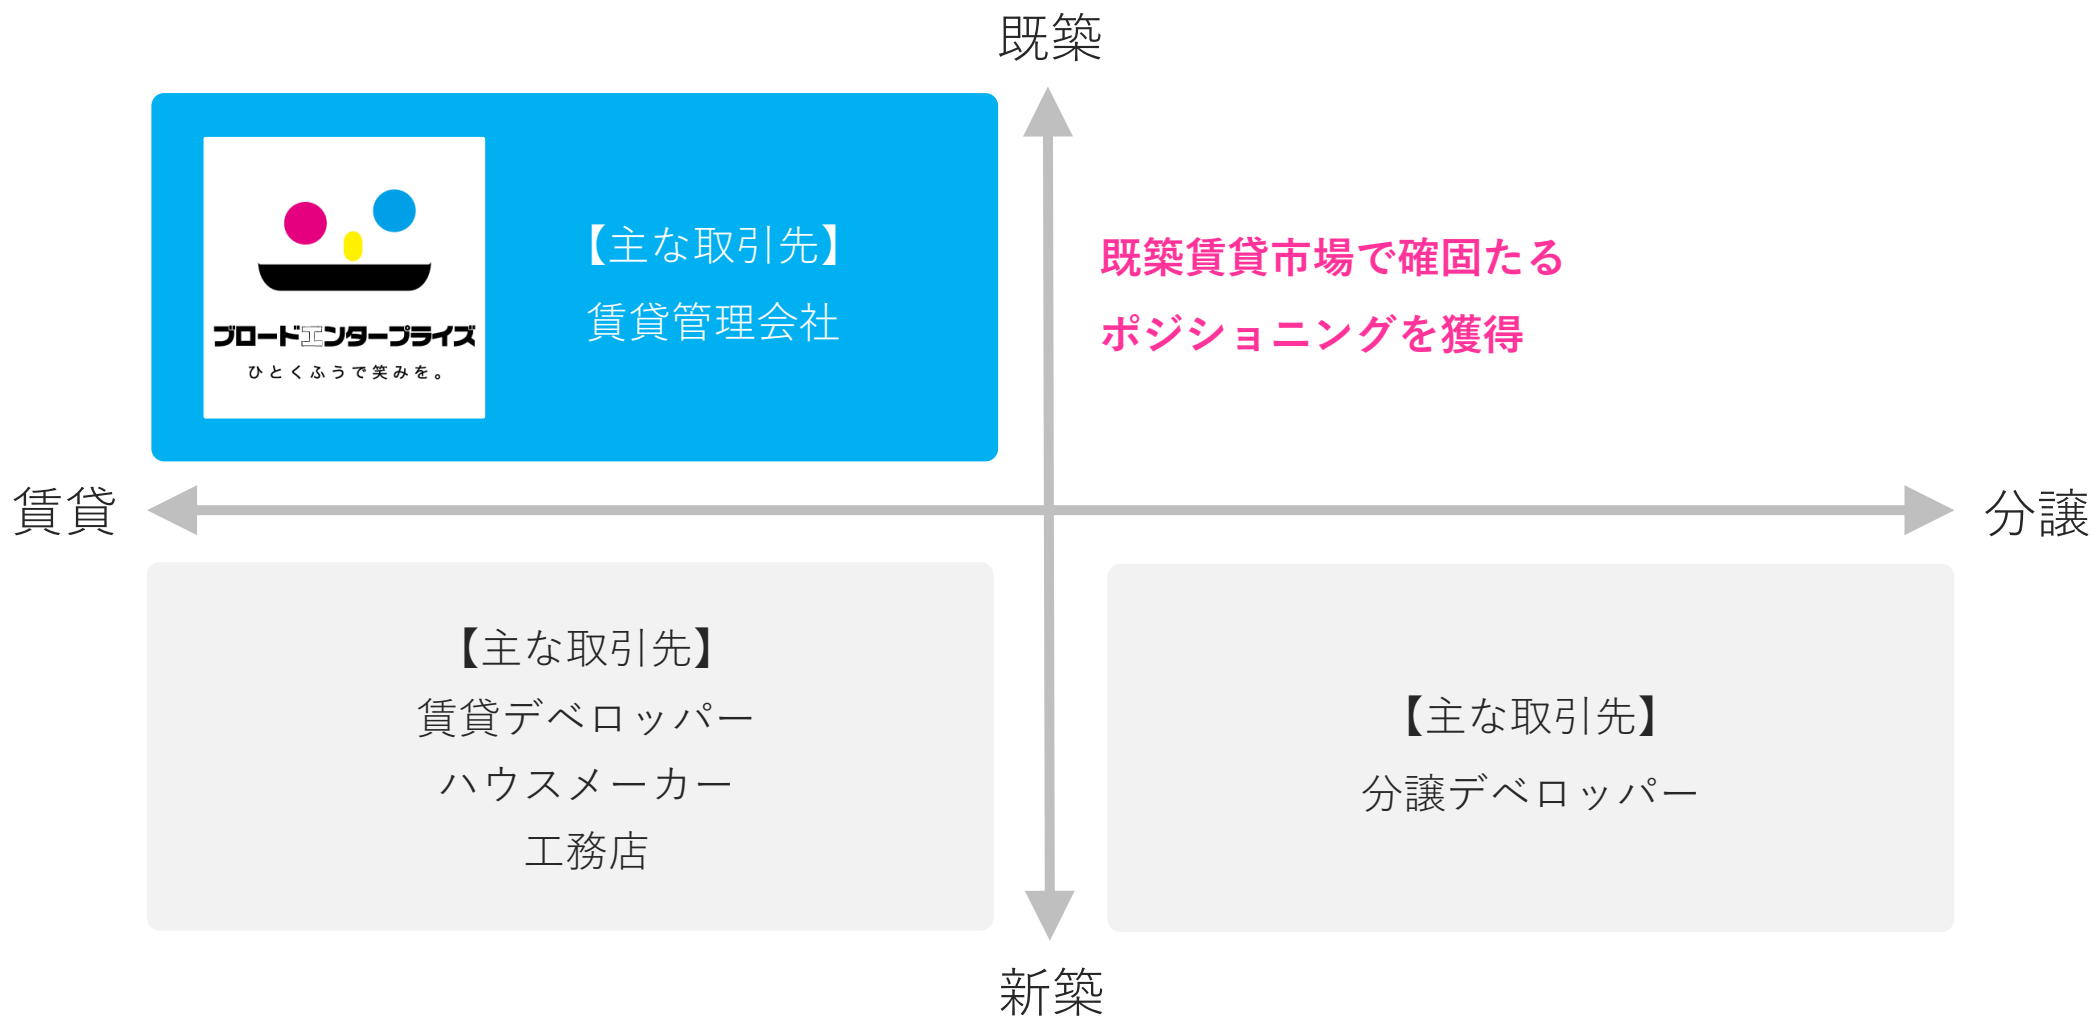 既築
【主な取引先】
賃貸管理会社
ブロードエンタープライズ
ひとくふうで笑みを。
既築賃貸市場で確固たる
ポジショニングを獲得
賃貸
分譲
【主な取引先】
賃貸デベロッパー
ハウスメーカー
工務店
【主な取引先】
分譲デベロッパー
新築